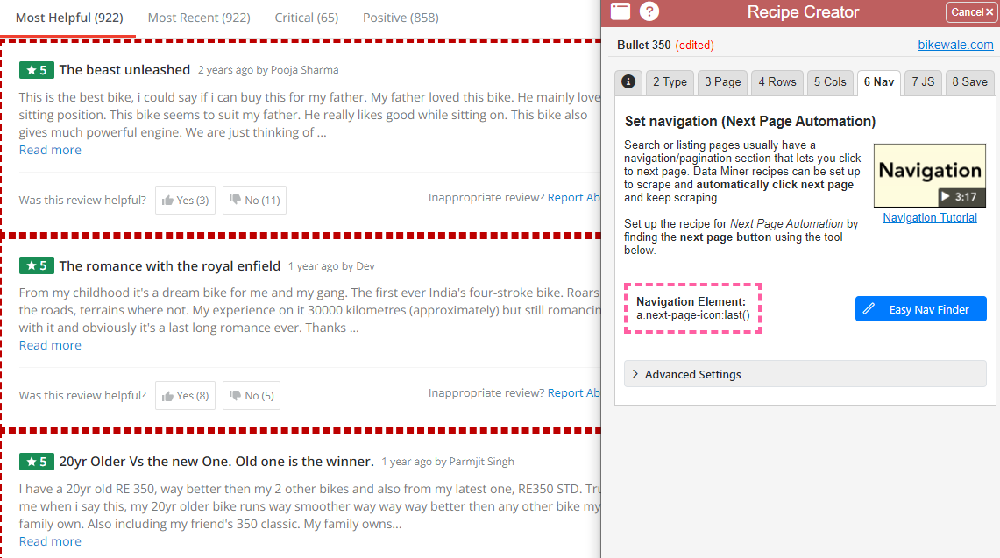 Most Helpful (922) Most Recent (922) Critical (65) Positive (858)
★ 5 The beast unleashed 2 years ago by Pooja Sharma
This is the best bike, i could say if i can buy this for my father. My father loved this bike. He mainly love
sitting position. This bike seems to suit my father. He really likes good while sitting on. This bike also
gives much powerful engine. We are just thinking of ...
Read more
Was this review helpful? Yes (3) No (11) Inappropriate review? Report Ab
★ 5 The romance with the royal enfield 1 year ago by Dev
From my childhood it's a dream bike for me and my gang. The first ever India's four-stroke bike. Roars
the roads, terrains where not. My experience on it 30000 kilometres (approximately) but still romancin
with it and obviously it's a last long romance ever. Thanks ...
Read more
Was this review helpful? Yes (8) No (5) Inappropriate review? Report Ab
★ 5 20yr Older Vs the new One. Old one is the winner. 1 year ago by Parmjit Singh
I have a 20yr old RE 350, way better then my 2 other bikes and also from my latest one, RE350 STD. Tru
me when i say this, my 20yr older bike runs way smoother way way way better then any other bike my
family own. Also including my friend's 350 classic. My family owns...
Read more
? Recipe Creator Cancel ✕
Bullet 350 (edited) bikewale.com
i 2 Type 3 Page 4 Rows 5 Cols 6 Nav 7 JS 8 Save
Set navigation (Next Page Automation)
Search or listing pages usually have a
navigation/pagination section that lets you click
to next page. Data Miner recipes can be set up
to scrape and automatically click next page
and keep scraping.
Navigation
3:17
Navigation Tutorial
Set up the recipe for Next Page Automation by
finding the next page button using the tool
below.
Navigation Element:
a.next-page-icon:last()
Easy Nav Finder
Advanced Settings